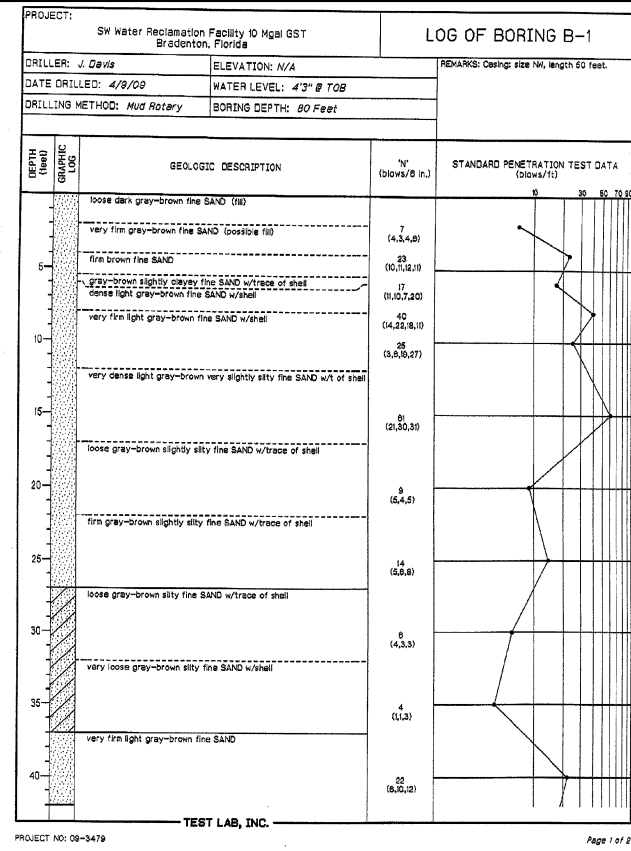 PROJECT:
SW Water Reclamation Facility 10 Mgal GST
Bradenton, Florida
LOG OF BORING B-1
DRILLER: J. Davis
ELEVATION: N/A
REMARKS: Casing: size NW, length 50 feet.
DATE DRILLED: 4/9/09
WATER LEVEL: 4'3" @ TOB
DRILLING METHOD: Mud Rotary
BORING DEPTH: 80 Feet
DEPTH (feet)
GRAPHIC LOG
GEOLOGIC DESCRIPTION
'N'
(blows/6 in.)
STANDARD PENETRATION TEST DATA
(blows/ft)
10 30 50 70 90
loose dark gray-brown fine SAND (fill)
very firm gray-brown fine SAND (possible fill)
7
(4,3,4,8)
firm brown fine SAND
23
(10,11,12,11)
5
gray-brown slightly clayey fine SAND w/trace of shell
17
(11,10,7,20)
dense light gray-brown fine SAND w/shell
very firm light gray-brown fine SAND w/shell
40
(14,22,18,11)
10
25
(3,6,19,27)
very dense light gray-brown very slightly silty fine SAND w/t of shell
15
61
(21,30,31)
loose gray-brown slightly silty fine SAND w/trace of shell
20
9
(5,4,5)
firm gray-brown slightly silty fine SAND w/trace of shell
25
14
(5,6,8)
loose gray-brown silty fine SAND w/trace of shell
30
6
(4,3,3)
very loose gray-brown silty fine SAND w/shell
35
4
(1,1,3)
very firm light gray-brown fine SAND
40
22
(8,10,12)
TEST LAB, INC.
PROJECT NO: 09-3479
Page 1 of 2